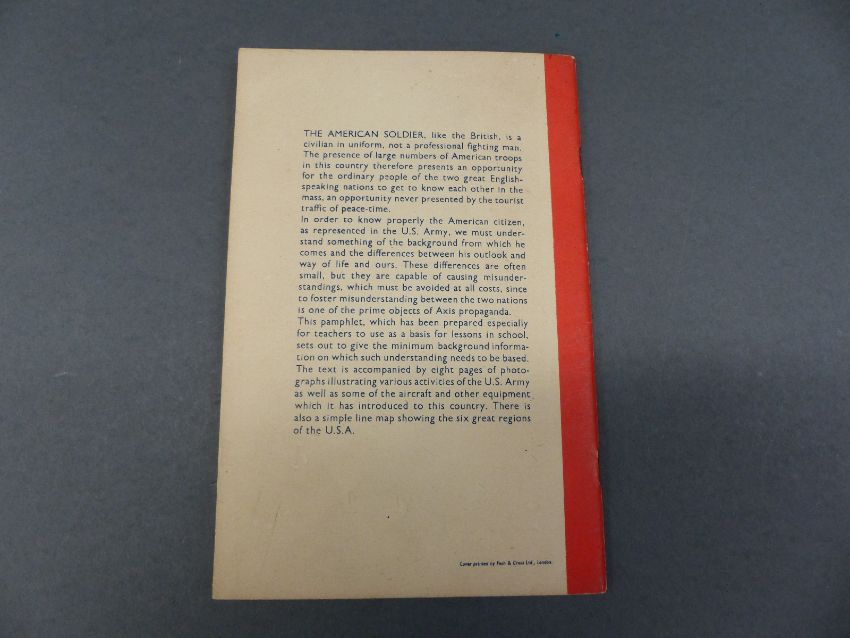 THE AMERICAN SOLDIER, like the British, is a
civilian in uniform, not a professional fighting man.
The presence of large numbers of American troops
in this country therefore presents an opportunity
for the ordinary people of the two great English-
speaking nations to get to know each other in the
mass, an opportunity never presented by the tourist
traffic of peace-time.
In order to know properly the American citizen,
as represented in the U.S. Army, we must under-
stand something of the background from which he
comes and the differences between his outlook and
way of life and ours. These differences are often
small, but they are capable of causing misunder-
standings, which must be avoided at all costs, since
to foster misunderstanding between the two nations
is one of the prime objects of Axis propaganda.
This pamphlet, which has been prepared especially
for teachers to use as a basis for lessons in school,
sets out to give the minimum background informa-
tion on which such understanding needs to be based.
The text is accompanied by eight pages of photo-
graphs illustrating various activities of the U.S. Army
as well as some of the aircraft and other equipment
which it has introduced to this country. There is
also a simple line map showing the six great regions
of the U.S.A.
Cover printed by Fosh & Cross Ltd., London.